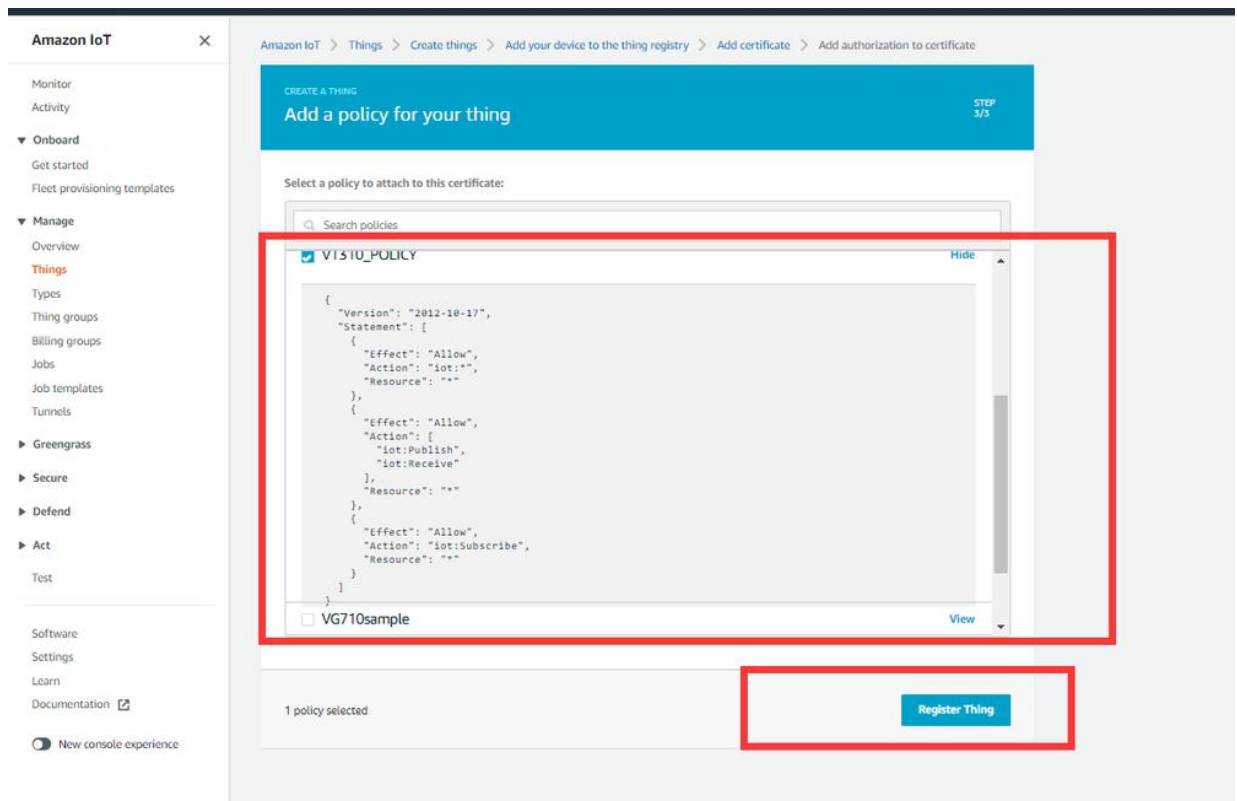 Amazon IoT
Monitor
Activity
Onboard
Get started
Fleet provisioning templates
Manage
Overview
Things
Types
Thing groups
Billing groups
Jobs
Job templates
Tunnels
Greengrass
Secure
Defend
Act
Test
Software
Settings
Learn
Documentation
New console experience
Amazon IoT > Things > Create things > Add your device to the thing registry > Add certificate > Add authorization to certificate
CREATE A THING
Add a policy for your thing
STEP
3/3
Select a policy to attach to this certificate:
Search policies
VT310_POLICY Hide
{
"Version": "2012-10-17",
"Statement": [
{
"Effect": "Allow",
"Action": "iot:*",
"Resource": "*"
},
{
"Effect": "Allow",
"Action": [
"iot:Publish",
"iot:Receive"
],
"Resource": "*"
},
{
"Effect": "Allow",
"Action": "iot:Subscribe",
"Resource": "*"
}
]
}
VG710sample View
1 policy selected
Register Thing